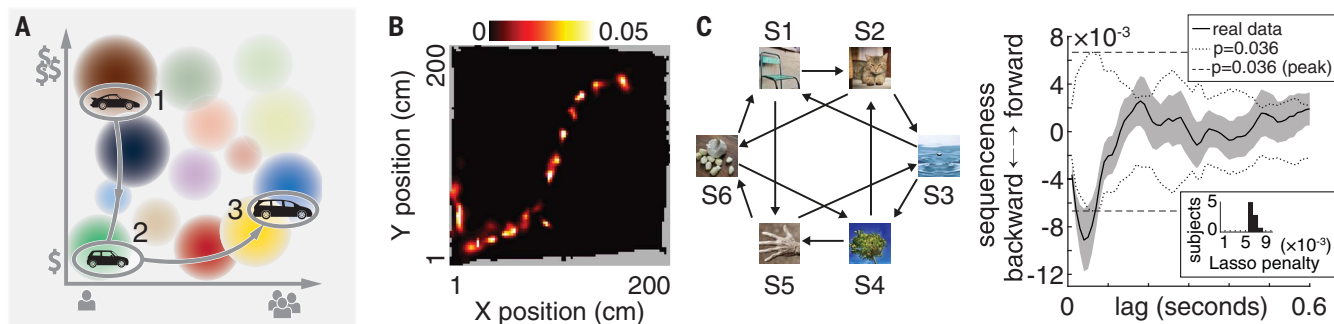 A
$$$
1
2
3
$
B
0 0.05
Y position (cm)
200
1
1 200
X position (cm)
C
S1 S2
S6 S3
S5 S4
×10⁻³
real data
p=0.036
p=0.036 (peak)
sequenceness
backward ←--→ forward
8
4
0
-4
-8
-12
5
0
subjects
1 5 9 (×10⁻³)
Lasso penalty
0 lag (seconds) 0.6